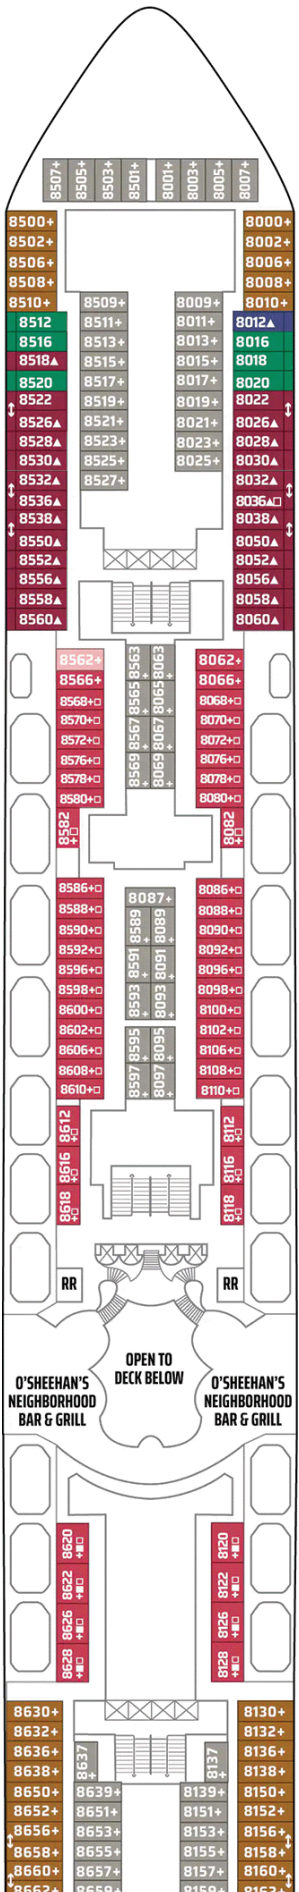 8507+ 8505+ 8503+ 8501+ 8001+ 8003+ 8005+ 8007+
8500+ 8000+
8502+ 8002+
8506+ 8006+
8508+ 8008+
8510+ 8509+ 8009+ 8010+
8512 8511+ 8011+ 8012▲
8516 8513+ 8013+ 8016
8518▲ 8515+ 8015+ 8018
8520 8517+ 8017+ 8020
8522 8519+ 8019+ 8022
8526▲ 8521+ 8021+ 8026▲
8528▲ 8523+ 8023+ 8028▲
8530▲ 8525+ 8025+ 8030▲
8532▲ 8527+ 8032▲
8536▲ 8036▲□
8538▲ 8038▲
8550▲ 8050▲
8552▲ 8052▲
8556▲ 8056▲
8558▲ 8058▲
8560▲ 8060▲
8562+ 8563+ 8063+ 8062+
8566+ 8565+ 8065+ 8066+
8568+□ 8068+□
8570+□ 8567+ 8067+ 8070+□
8572+□ 8072+□
8576+□ 8569+ 8069+ 8076+□
8578+□ 8078+□
8580+□ 8080+□
8582+□ 8082+□
8586+□ 8087+ 8086+□
8588+□ 8589+ 8089+ 8088+□
8590+□ 8090+□
8592+□ 8591+ 8091+ 8092+□
8596+□ 8096+□
8598+□ 8593+ 8093+ 8098+□
8600+□ 8100+□
8602+□ 8595+ 8095+ 8102+□
8606+□ 8106+□
8608+□ 8597+ 8097+ 8108+□
8610+□ 8110+□
8612+□ 8112+□
8616+□ 8116+□
8618+□ 8118+□
RR RR
OPEN TO
DECK BELOW
O'SHEEHAN'S
NEIGHBORHOOD
BAR & GRILL
O'SHEEHAN'S
NEIGHBORHOOD
BAR & GRILL
8620+■□ 8120+■□
8622+■□ 8122+■□
8626+■□ 8126+■□
8628+■□ 8128+■□
8630+ 8130+
8632+ 8132+
8636+ 8637+ 8137+ 8136+
8638+ 8138+
8650+ 8639+ 8139+ 8150+
8652+ 8651+ 8151+ 8152+
8656+ 8653+ 8153+ 8156+
8658+ 8655+ 8155+ 8158+
8660+ 8657+ 8157+ 8160+
8662+ 8659+ 8159+ 8162+